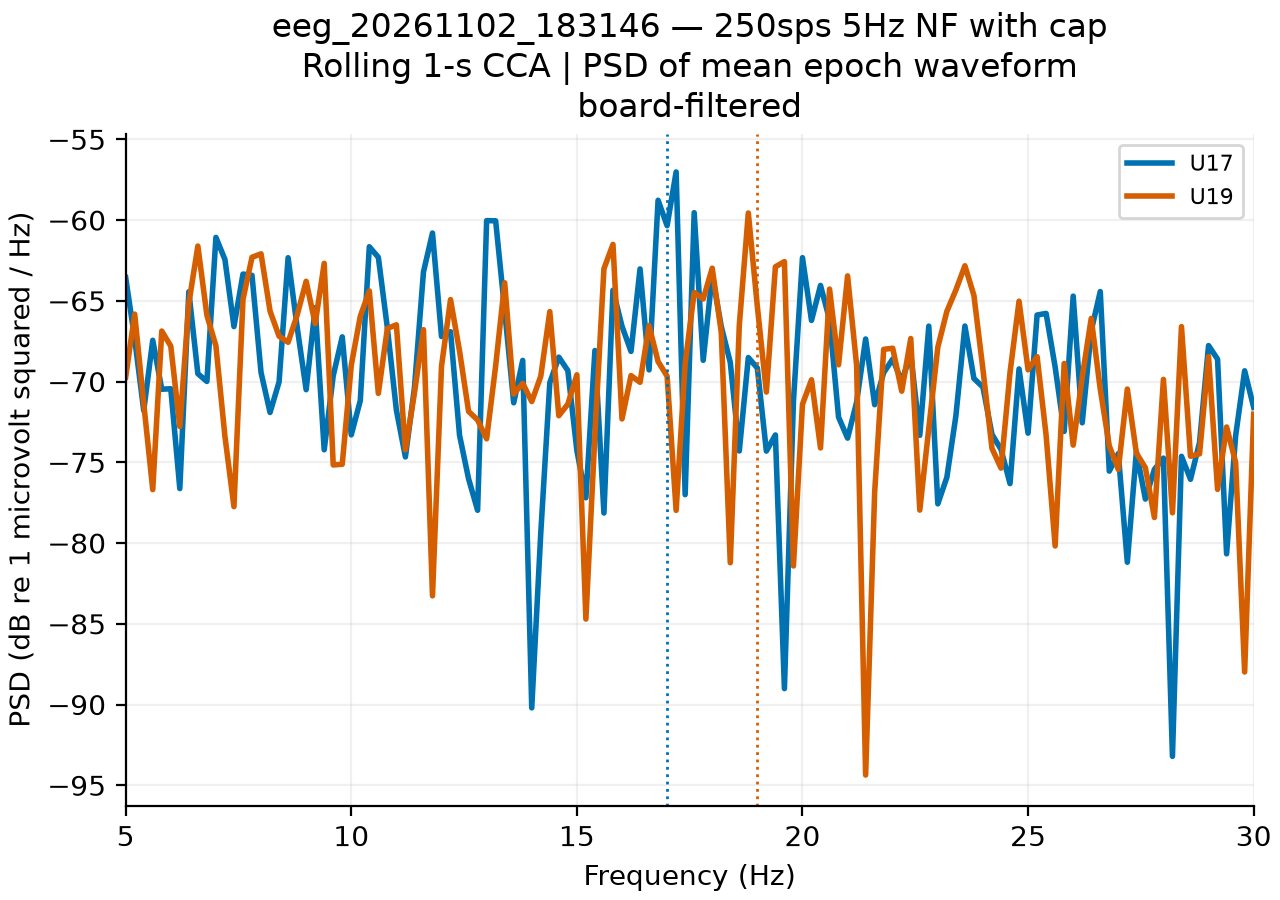 eeg_20261102_183146 — 250sps 5Hz NF with cap
Rolling 1-s CCA | PSD of mean epoch waveform
board-filtered
PSD (dB re 1 microvolt squared / Hz)
−55
−60
−65
−70
−75
−80
−85
−90
−95
U17
U19
5
10
15
20
25
30
Frequency (Hz)